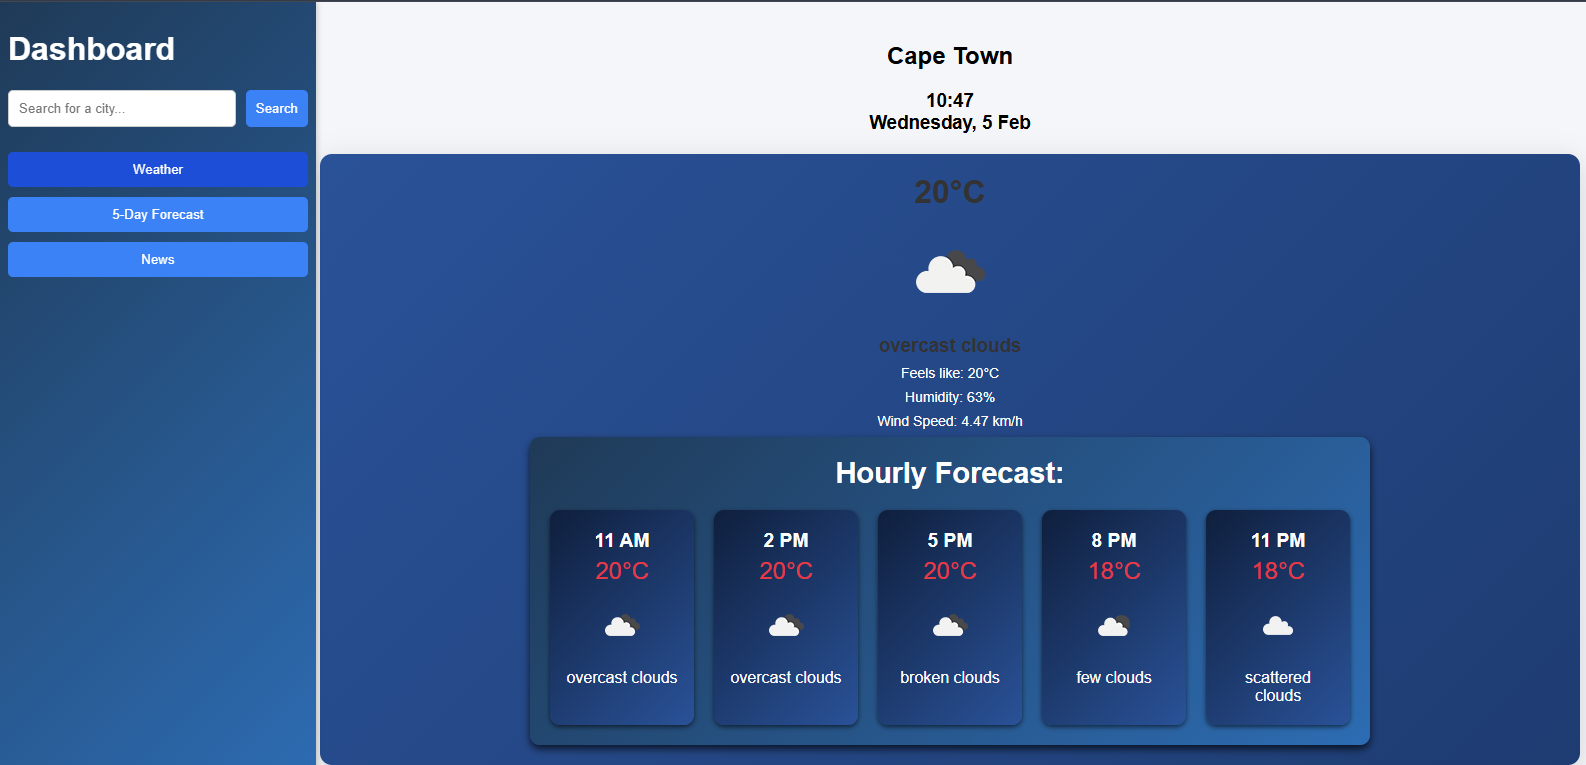 Dashboard
Search for a city...
Search
Weather
5-Day Forecast
News
Cape Town
10:47
Wednesday, 5 Feb
20°C
overcast clouds
Feels like: 20°C
Humidity: 63%
Wind Speed: 4.47 km/h
Hourly Forecast:
11 AM
20°C
overcast clouds
2 PM
20°C
overcast clouds
5 PM
20°C
broken clouds
8 PM
18°C
few clouds
11 PM
18°C
scattered
clouds